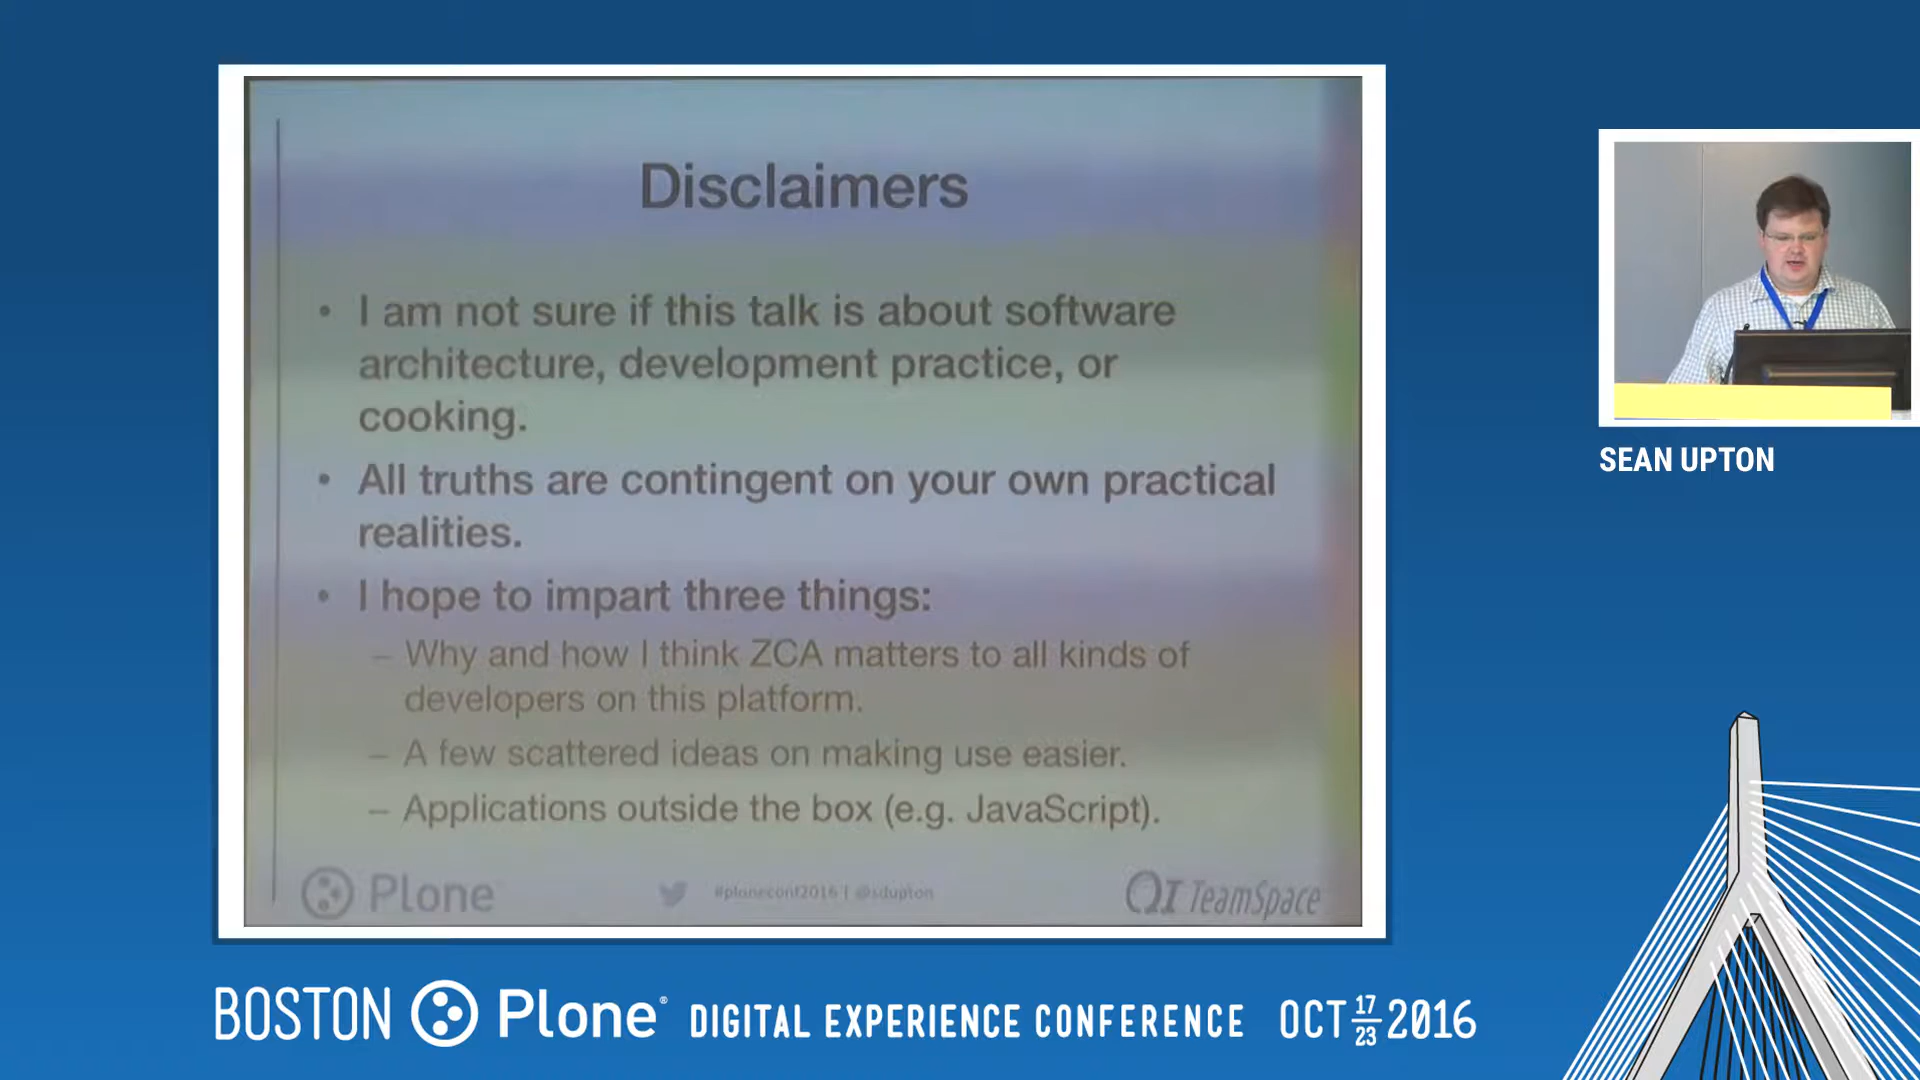 Disclaimers
• I am not sure if this talk is about software
architecture, development practice, or
cooking.
• All truths are contingent on your own practical
realities.
• I hope to impart three things:
– Why and how I think ZCA matters to all kinds of
developers on this platform.
– A few scattered ideas on making use easier.
– Applications outside the box (e.g. JavaScript).
Plone
#ploneconf2016 | @sdupton
QI TeamSpace
SEAN UPTON
BOSTON Plone® DIGITAL EXPERIENCE CONFERENCE OCT 17/23 2016